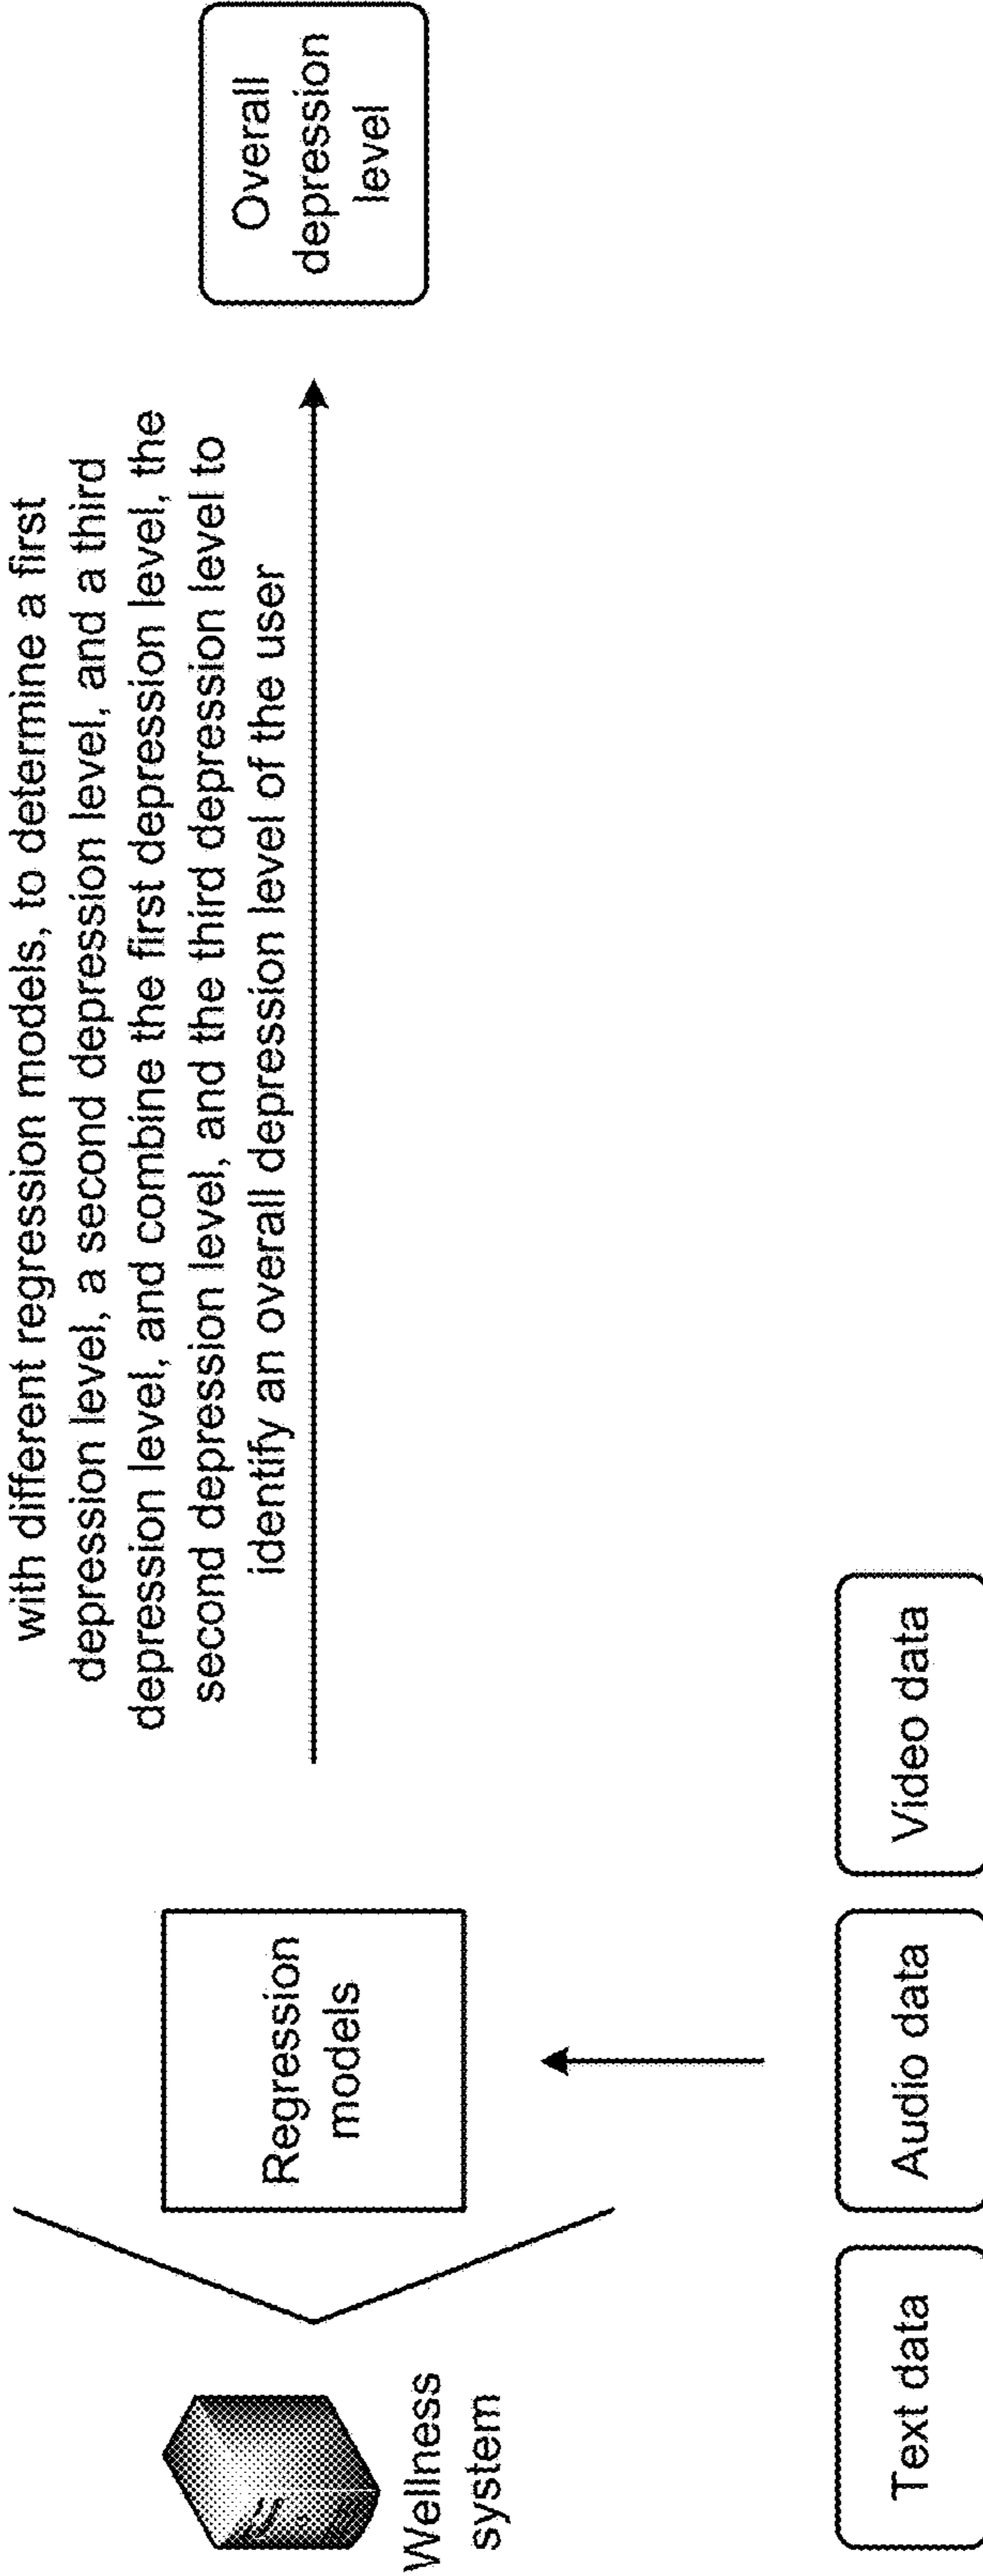 with different regression models, to determine a first
depression level, a second depression level, and a third
depression level, and combine the first depression level, the
second depression level, and the third depression level to
identify an overall depression level of the user
Wellness
system
Regression
models
Overall
depression
level
Text data
Audio data
Video data